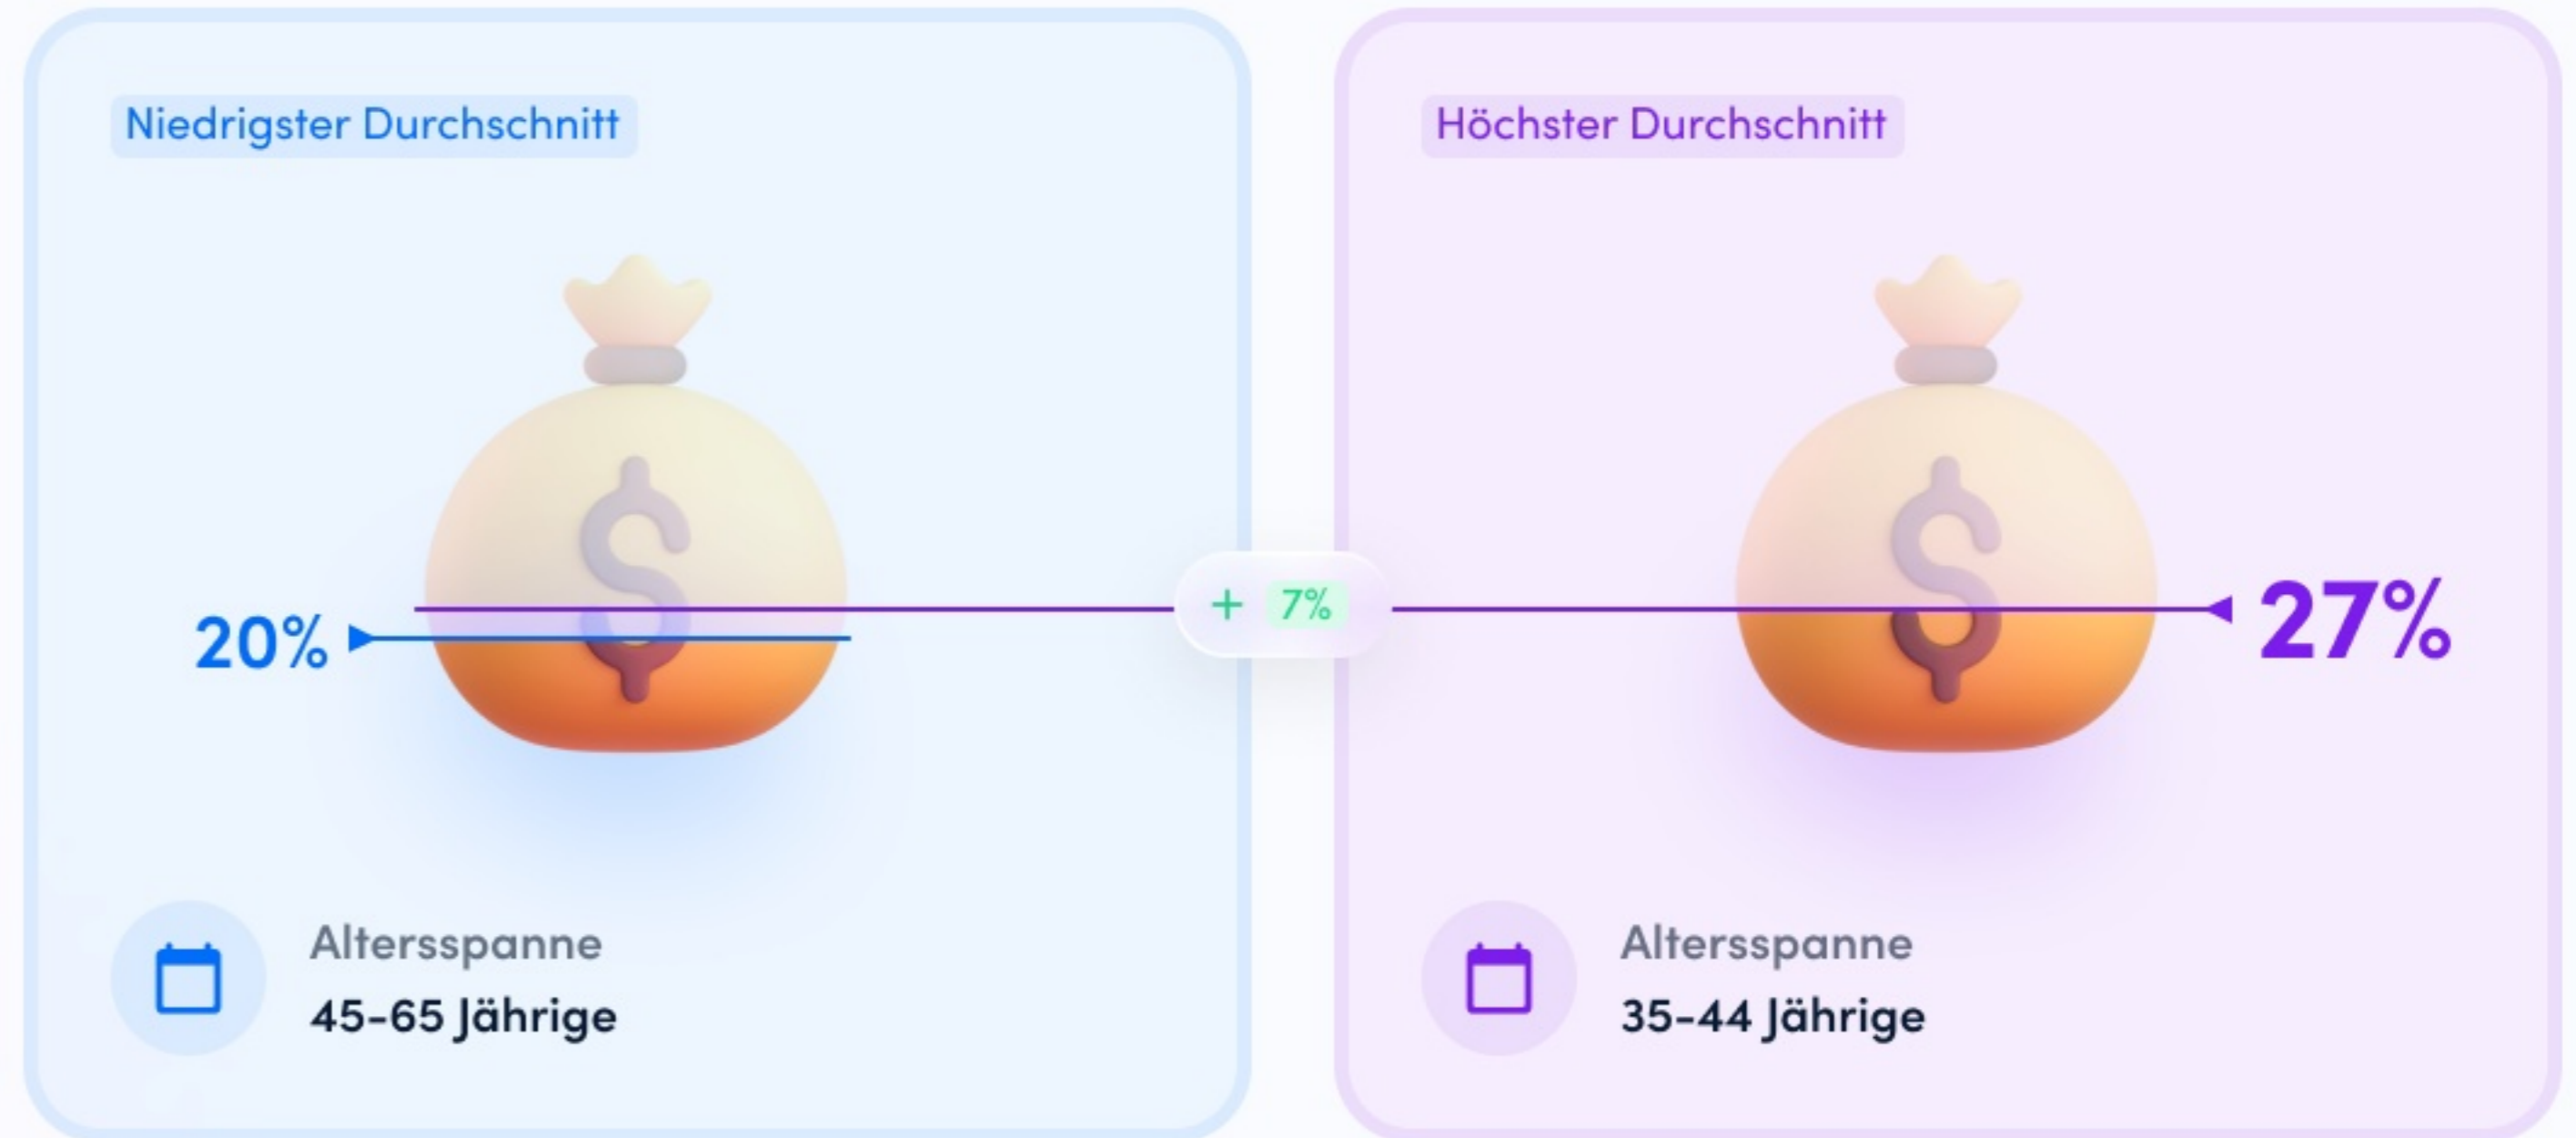 Niedrigster Durchschnitt
20%
Altersspanne
45-65 Jährige
+ 7%
Höchster Durchschnitt
27%
Altersspanne
35-44 Jährige